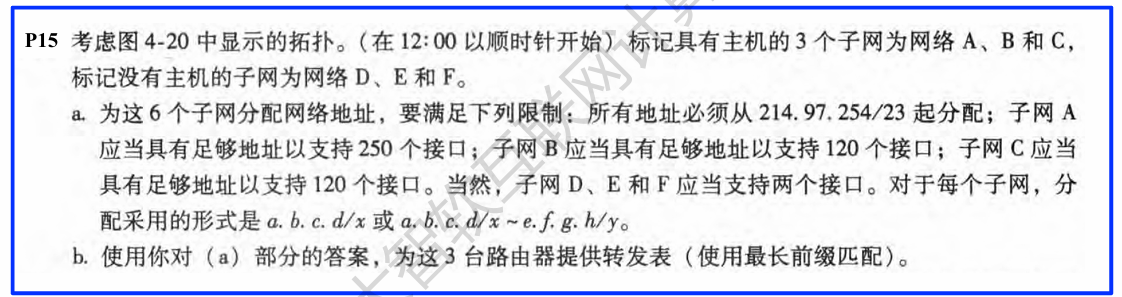 P15 考虑图 4-20 中显示的拓扑。（在 12:00 以顺时针开始）标记具有主机的 3 个子网为网络 A、B 和 C，
标记没有主机的子网为网络 D、E 和 F。
a. 为这 6 个子网分配网络地址，要满足下列限制：所有地址必须从 214.97.254/23 起分配；子网 A
应当具有足够地址以支持 250 个接口；子网 B 应当具有足够地址以支持 120 个接口；子网 C 应当
具有足够地址以支持 120 个接口。当然，子网 D、E 和 F 应当支持两个接口。对于每个子网，分
配采用的形式是 a.b.c.d/x 或 a.b.c.d/x ~ e.f.g.h/y。
b. 使用你对（a）部分的答案，为这 3 台路由器提供转发表（使用最长前缀匹配）。